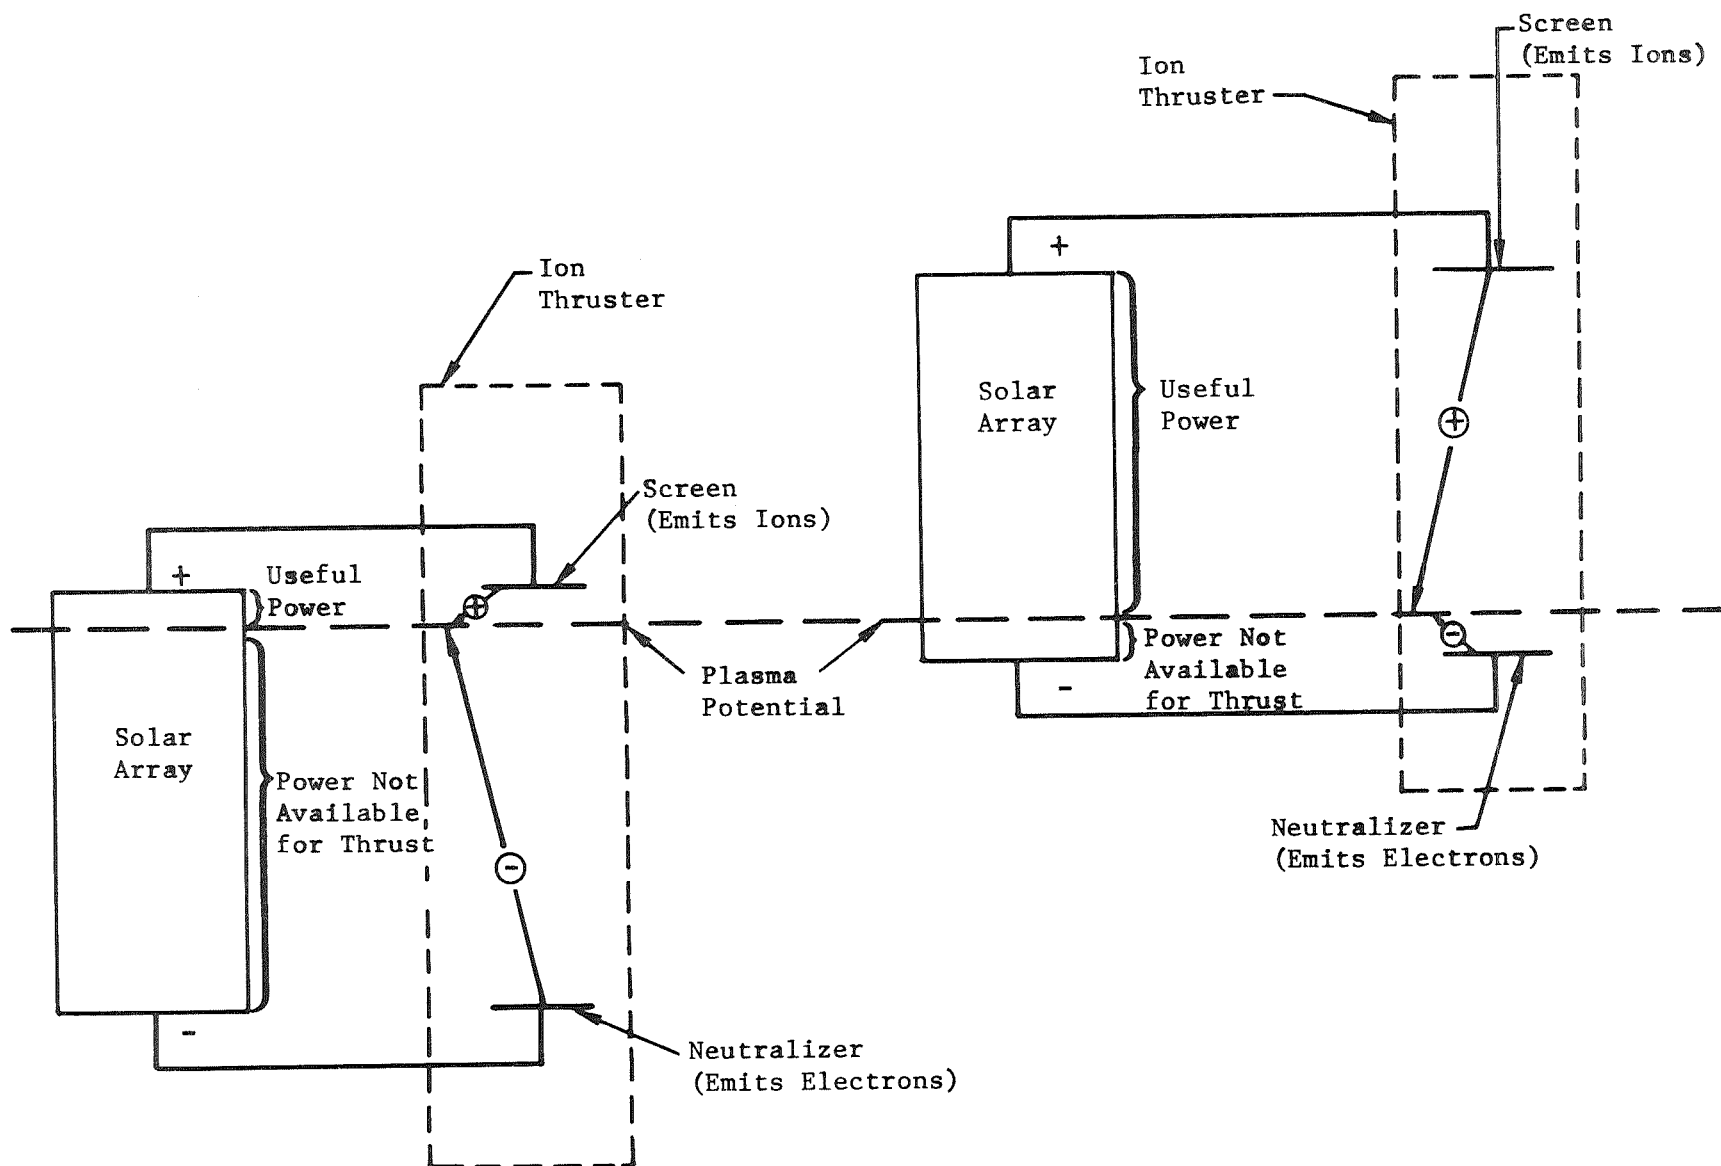 Screen
(Emits Ions)
Ion
Thruster
+
Solar
Array
Useful
Power
+
Power Not
Available
for Thrust
-
-
Neutralizer
(Emits Electrons)
Ion
Thruster
Screen
(Emits Ions)
+
Useful
Power
+
Plasma
Potential
Solar
Array
Power Not
Available
for Thrust
-
-
Neutralizer
(Emits Electrons)